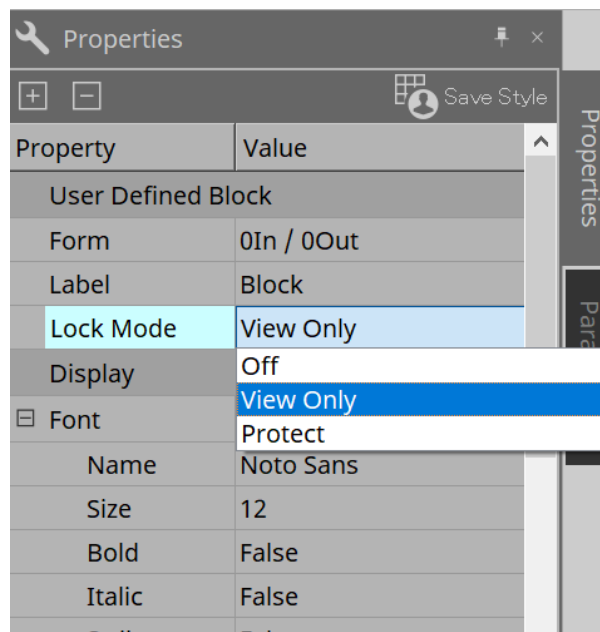 Properties
Save Style
Property Value
User Defined Block
Form 0In / 0Out
Label Block
Lock Mode View Only
Display Off
View Only
Font
Protect
Name Noto Sans
Size 12
Bold False
Italic False
Properties